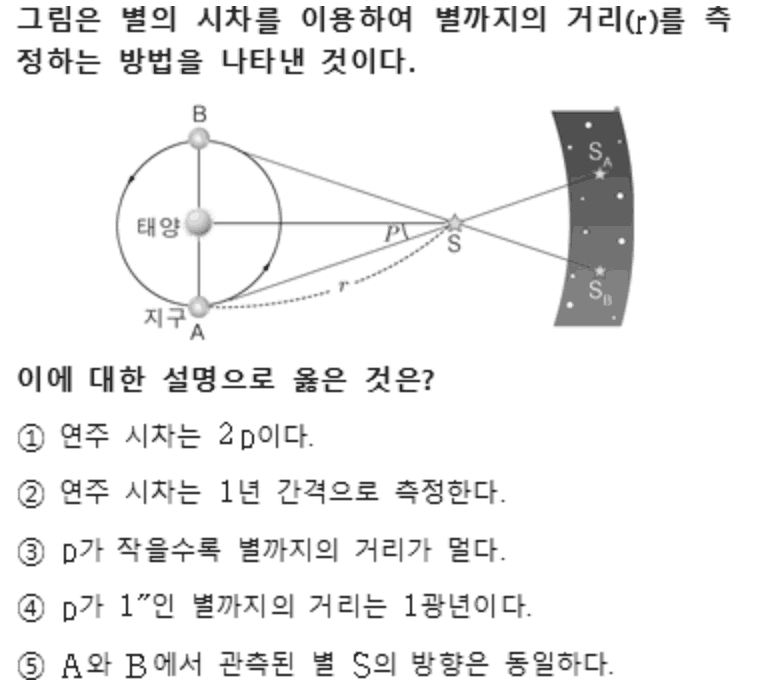 그림은 별의 시차를 이용하여 별까지의 거리(r)를 측
정하는 방법을 나타낸 것이다.
B
S_A
태양
P
S
r
S_B
지구
A
이에 대한 설명으로 옳은 것은?
① 연주 시차는 2p이다.
② 연주 시차는 1년 간격으로 측정한다.
③ p가 작을수록 별까지의 거리가 멀다.
④ p가 1″인 별까지의 거리는 1광년이다.
⑤ A와 B에서 관측된 별 S의 방향은 동일하다.